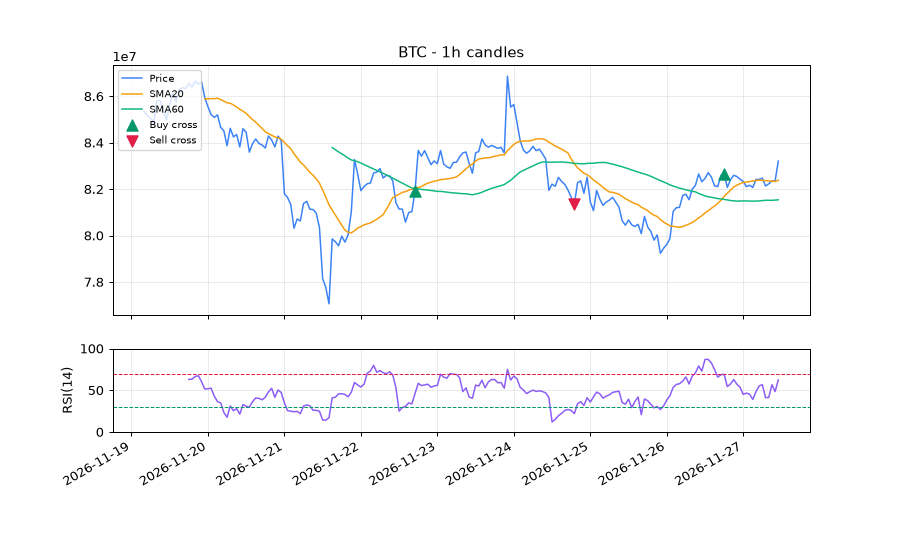 BTC - 1h candles
1e7
Price
SMA20
SMA60
Buy cross
Sell cross
8.6
8.4
8.2
8.0
7.8
100
50
0
RSI(14)
2026-11-19
2026-11-20
2026-11-21
2026-11-22
2026-11-23
2026-11-24
2026-11-25
2026-11-26
2026-11-27